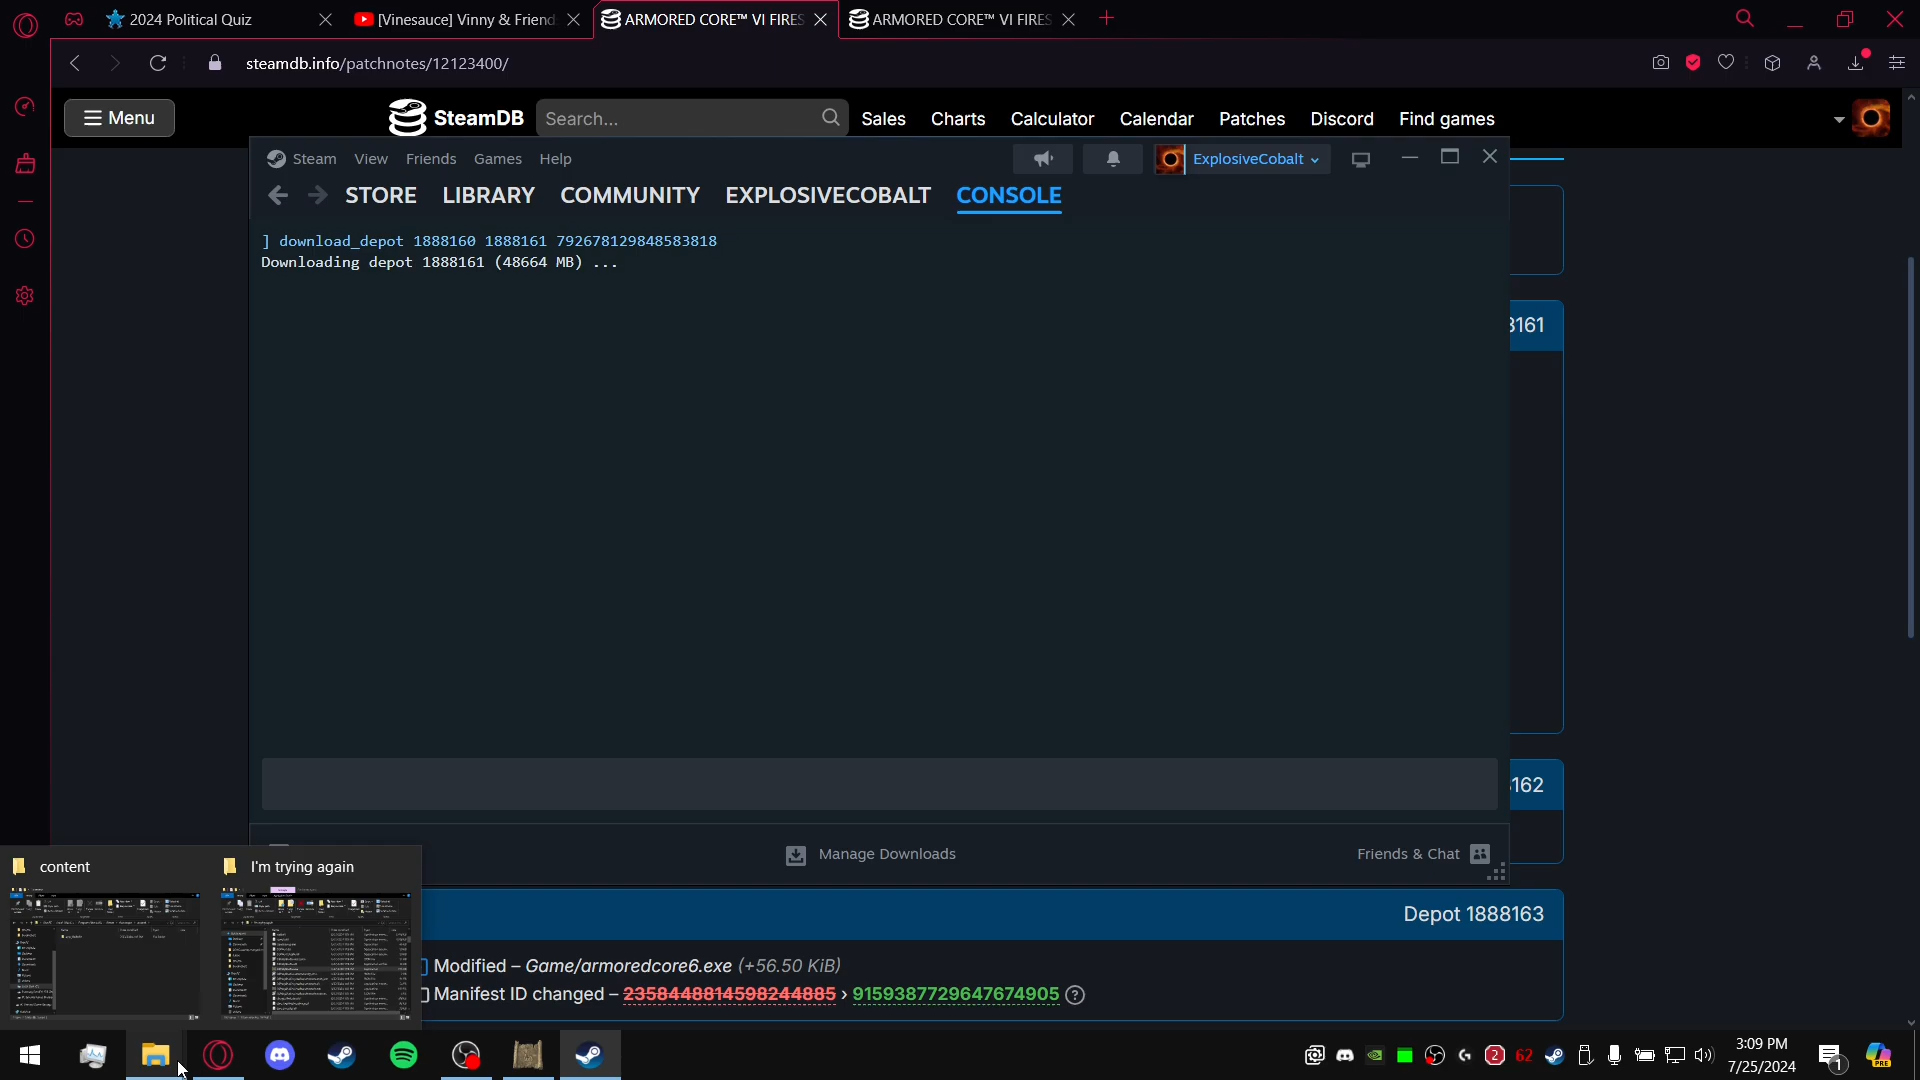 2024 Political Quiz
[Vinesauce] Vinny & Friend
ARMORED CORE™ VI FIRES
ARMORED CORE™ VI FIRES
steamdb.info/patchnotes/12123400/
Menu
SteamDB
Search...
Sales
Charts
Calculator
Calendar
Patches
Discord
Find games
Steam
View
Friends
Games
Help
ExplosiveCobalt
STORE
LIBRARY
COMMUNITY
EXPLOSIVECOBALT
CONSOLE
] download_depot 1888160 1888161 792678129848583818
Downloading depot 1888161 (48664 MB) ...
3161
162
Manage Downloads
Friends & Chat
content
I'm trying again
Depot 1888163
Modified – Game/armoredcore6.exe (+56.50 KiB)
Manifest ID changed – 2358448814598244885 › 9159387729647674905
2
62
3:09 PM
7/25/2024
1
PRE